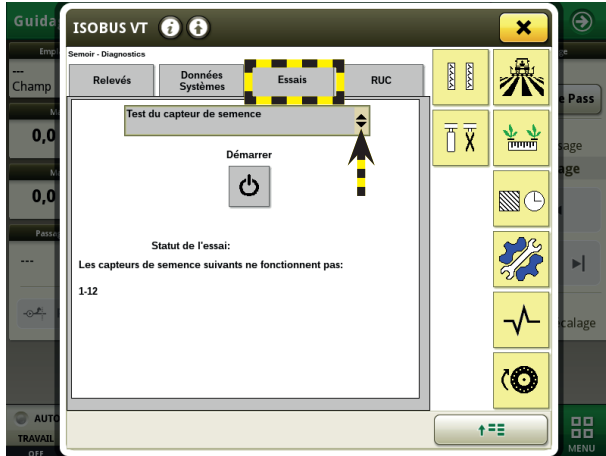 Guida
ISOBUS VT
Semoir - Diagnostics
Relevés
Données
Systèmes
Essais
RUC
Test du capteur de semence
Démarrer
Statut de l'essai:
Les capteurs de semence suivants ne fonctionnent pas:
1-12
Empl
---
Champ
0,0
0,0
Passa
---
AUTO
TRAVAIL
OFF
e Pass
calage
MENU